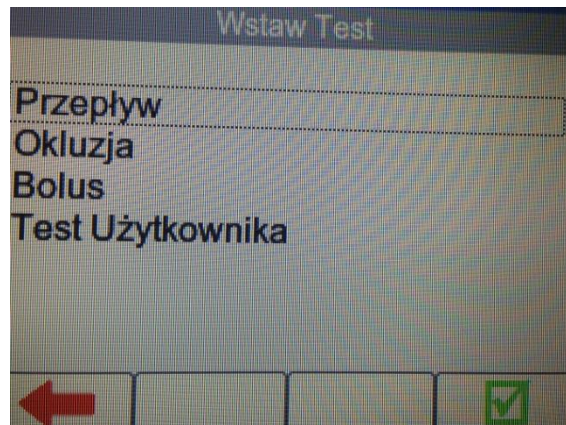 Wstaw Test
Przepływ
Okluzja
Bolus
Test Użytkownika